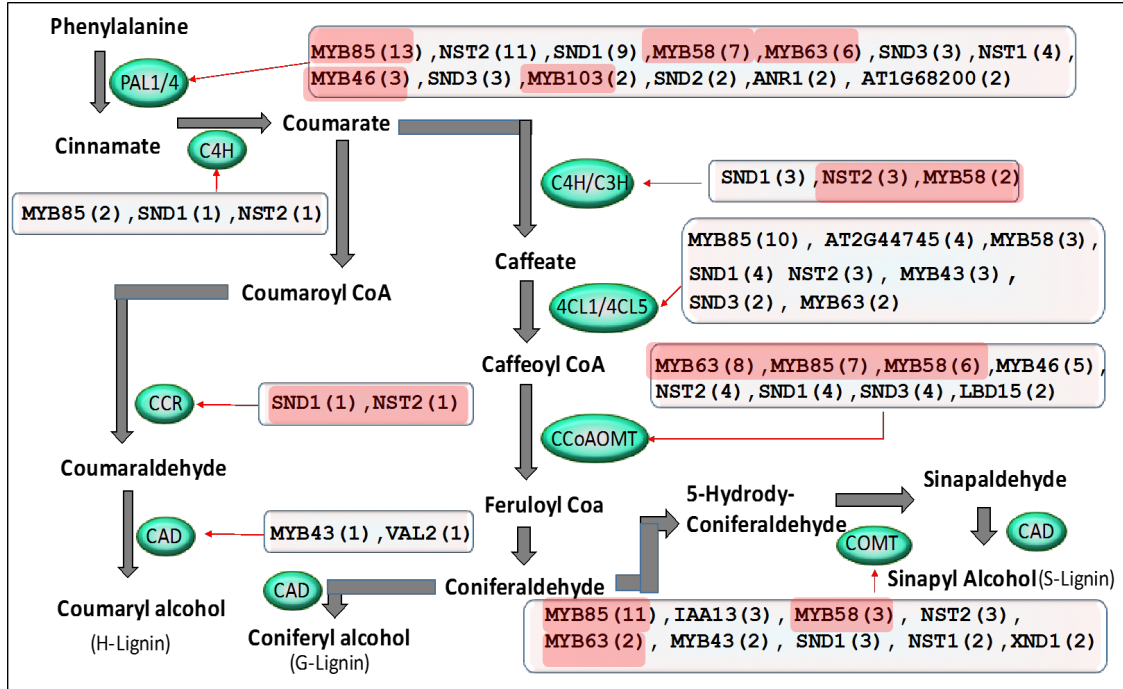 Phenylalanine
MYB85(13),NST2(11),SND1(9),MYB58(7),MYB63(6),SND3(3),NST1(4),
MYB46(3),SND3(3),MYB103(2),SND2(2),ANR1(2), AT1G68200(2)
PAL1/4
Cinnamate
C4H
Coumarate
C4H/C3H
SND1(3),NST2(3),MYB58(2)
MYB85(2),SND1(1),NST2(1)
MYB85(10), AT2G44745(4),MYB58(3),
SND1(4) NST2(3), MYB43(3),
SND3(2), MYB63(2)
Caffeate
Coumaroyl CoA
4CL1/4CL5
Caffeoyl CoA
MYB63(8),MYB85(7),MYB58(6),MYB46(5),
NST2(4),SND1(4),SND3(4),LBD15(2)
CCR
SND1(1),NST2(1)
CCoAOMT
Coumaraldehyde
Feruloyl Coa
5-Hydrody-
Coniferaldehyde
Sinapaldehyde
CAD
MYB43(1),VAL2(1)
COMT
CAD
Coniferaldehyde
Sinapyl Alcohol(S-Lignin)
CAD
Coumaryl alcohol
(H-Lignin)
Coniferyl alcohol
(G-Lignin)
MYB85(11),IAA13(3),MYB58(3), NST2(3),
MYB63(2), MYB43(2), SND1(3), NST1(2),XND1(2)